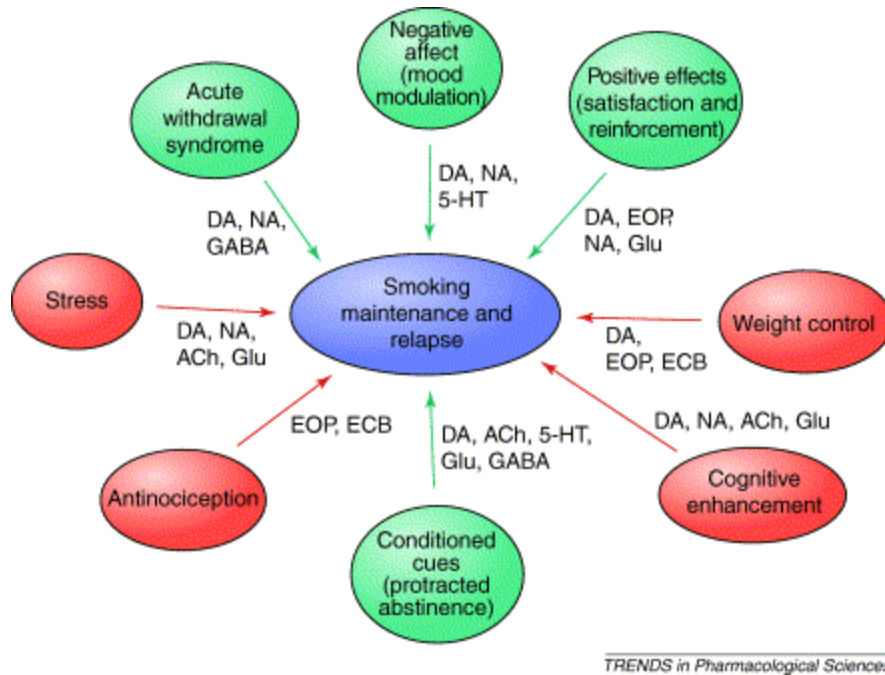 Negative
affect
(mood
modulation)
Acute
withdrawal
syndrome
Positive effects
(satisfaction and
reinforcement)
DA, NA,
5-HT
DA, NA,
GABA
DA, EOP,
NA, Glu
Stress
Smoking
maintenance and
relapse
Weight control
DA, NA,
ACh, Glu
DA,
EOP, ECB
EOP, ECB
DA, ACh, 5-HT,
Glu, GABA
DA, NA, ACh, Glu
Antinociception
Cognitive
enhancement
Conditioned
cues
(protracted
abstinence)
TRENDS in Pharmacological Sciences